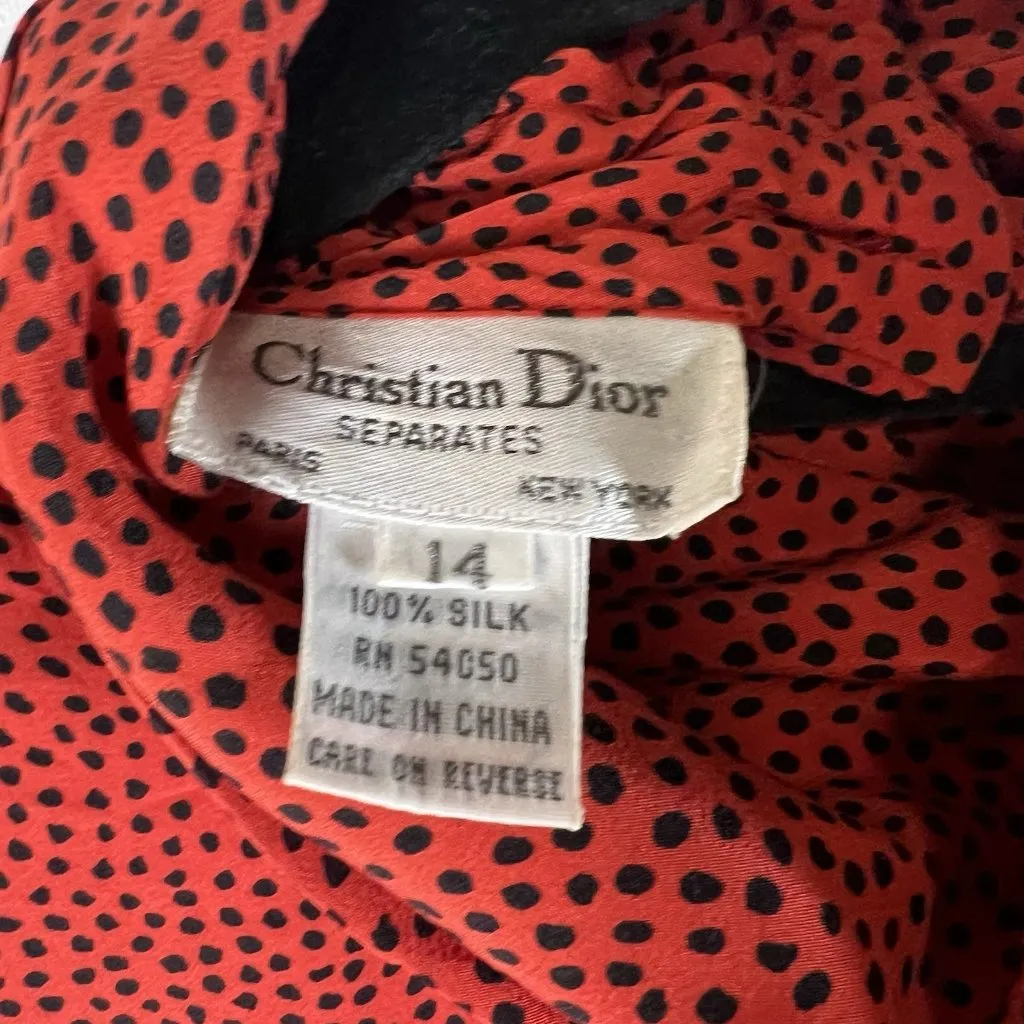 Christian Dior
SEPARATES
PARIS
NEW YORK
14
100% SILK
RN 54050
MADE IN CHINA
CARE ON REVERSE